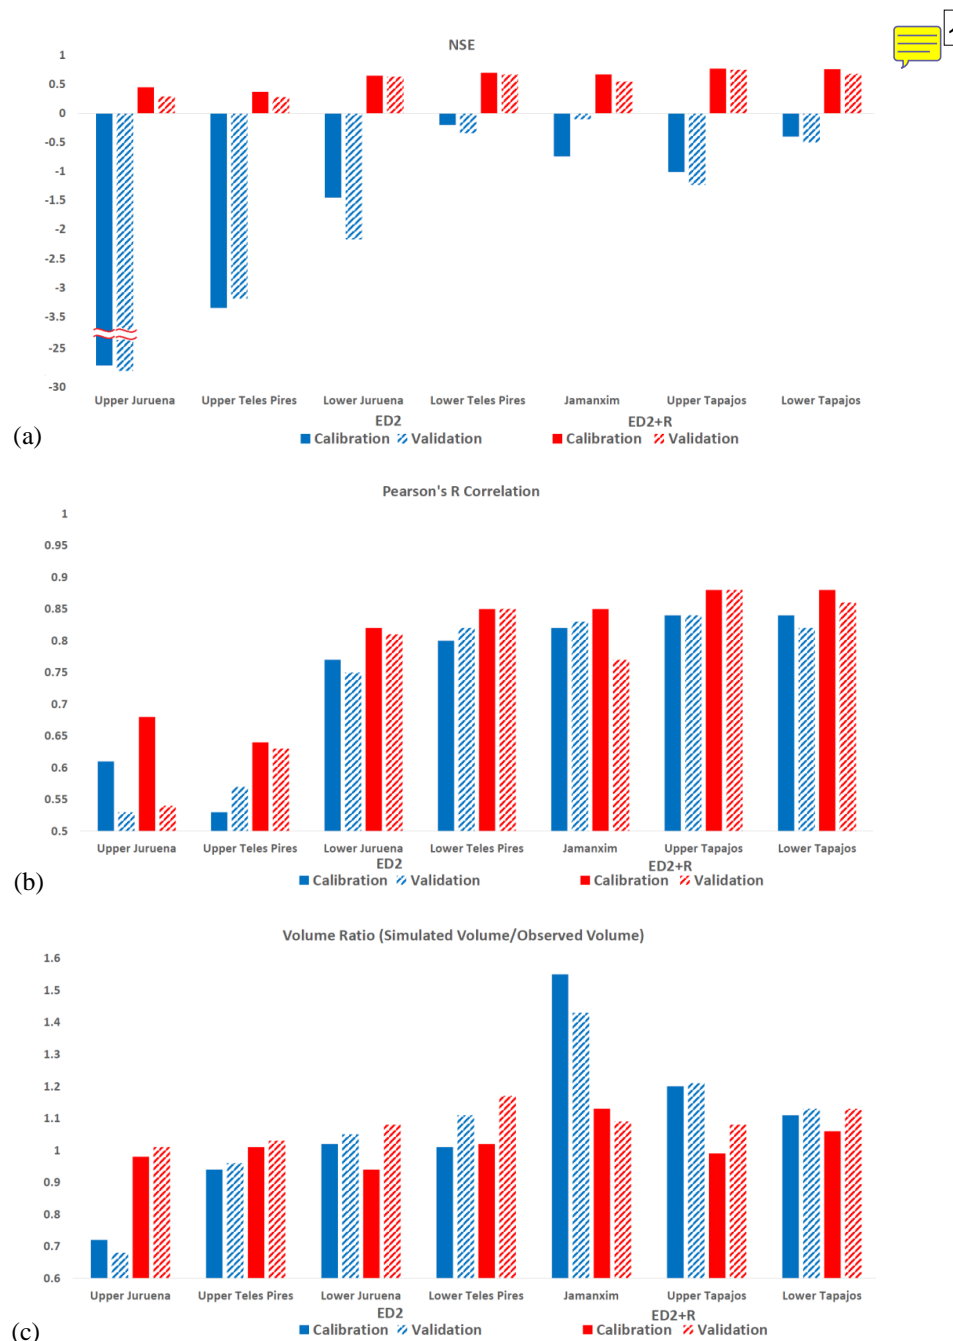 NSE
1
0.5
0
-0.5
-1
-1.5
-2
-2.5
-3
-3.5
-25
-30
Upper Juruena Upper Teles Pires Lower Juruena Lower Teles Pires Jamanxim Upper Tapajos Lower Tapajos
ED2 ED2+R
(a) Calibration Validation Calibration Validation
Pearson's R Correlation
1
0.95
0.9
0.85
0.8
0.75
0.7
0.65
0.6
0.55
0.5
Upper Juruena Upper Teles Pires Lower Juruena Lower Teles Pires Jamanxim Upper Tapajos Lower Tapajos
ED2 ED2+R
(b) Calibration Validation Calibration Validation
Volume Ratio (Simulated Volume/Observed Volume)
1.6
1.5
1.4
1.3
1.2
1.1
1
0.9
0.8
0.7
0.6
Upper Juruena Upper Teles Pires Lower Juruena Lower Teles Pires Jamanxim Upper Tapajos Lower Tapajos
ED2 ED2+R
(c) Calibration Validation Calibration Validation